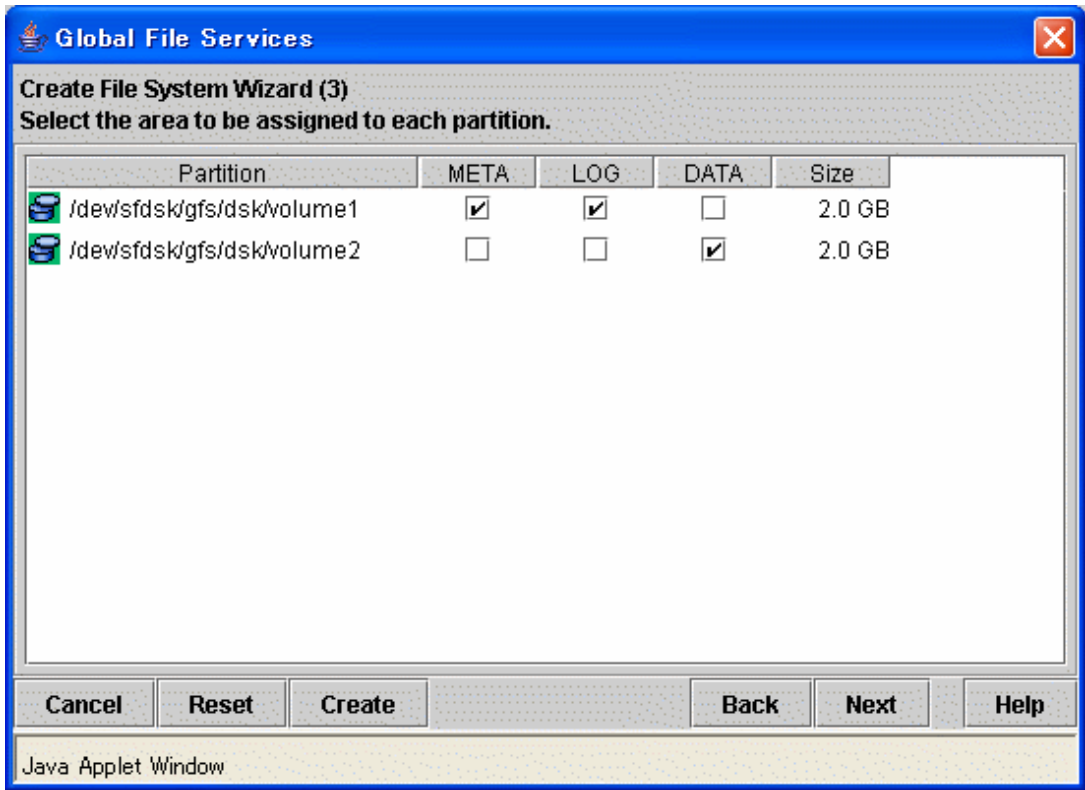 Global File Services
Create File System Wizard (3)
Select the area to be assigned to each partition.
Partition META LOG DATA Size
/dev/sfdsk/gfs/dsk/volume1 2.0 GB
/dev/sfdsk/gfs/dsk/volume2 2.0 GB
Cancel Reset Create Back Next Help
Java Applet Window